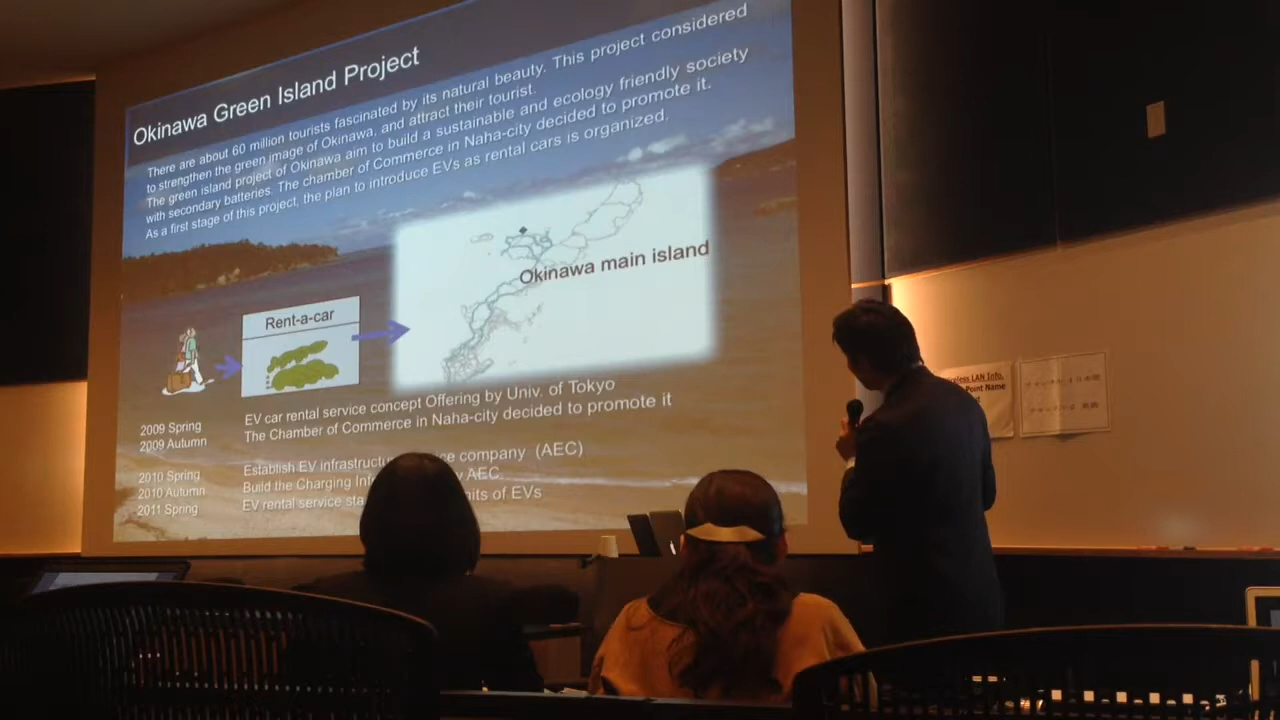 Okinawa Green Island Project
There are about 60 million tourists fascinated by its natural beauty. This project considered
to strengthen the green image of Okinawa, and attract their tourist.
The green island project of Okinawa aim to build a sustainable and ecology friendly society
with secondary batteries. The chamber of Commerce in Naha-city decided to promote it.
As a first stage of this project, the plan to introduce EVs as rental cars is organized.
Okinawa main island
Rent-a-car
2009 Spring EV car rental service concept Offering by Univ. of Tokyo
2009 Autumn The Chamber of Commerce in Naha-city decided to promote it
2010 Spring Establish EV company (AEC)
2010 Autumn Build the Charging AEC.
2011 Spring EV rental service of EVs
LAN Info.
Point Name